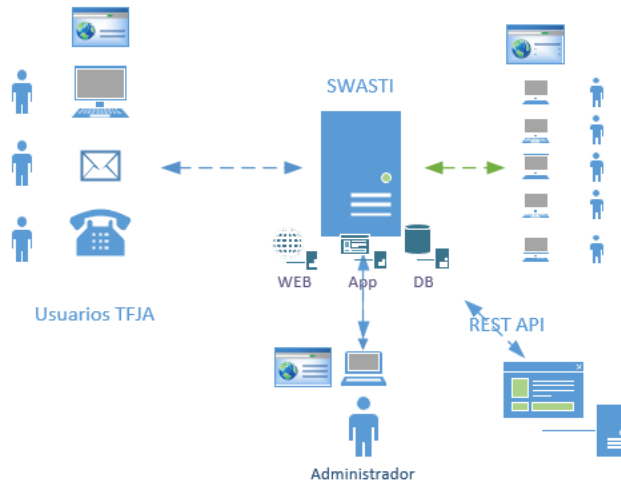 SWASTI
WEB
App
DB
Usuarios TFJA
REST API
Administrador